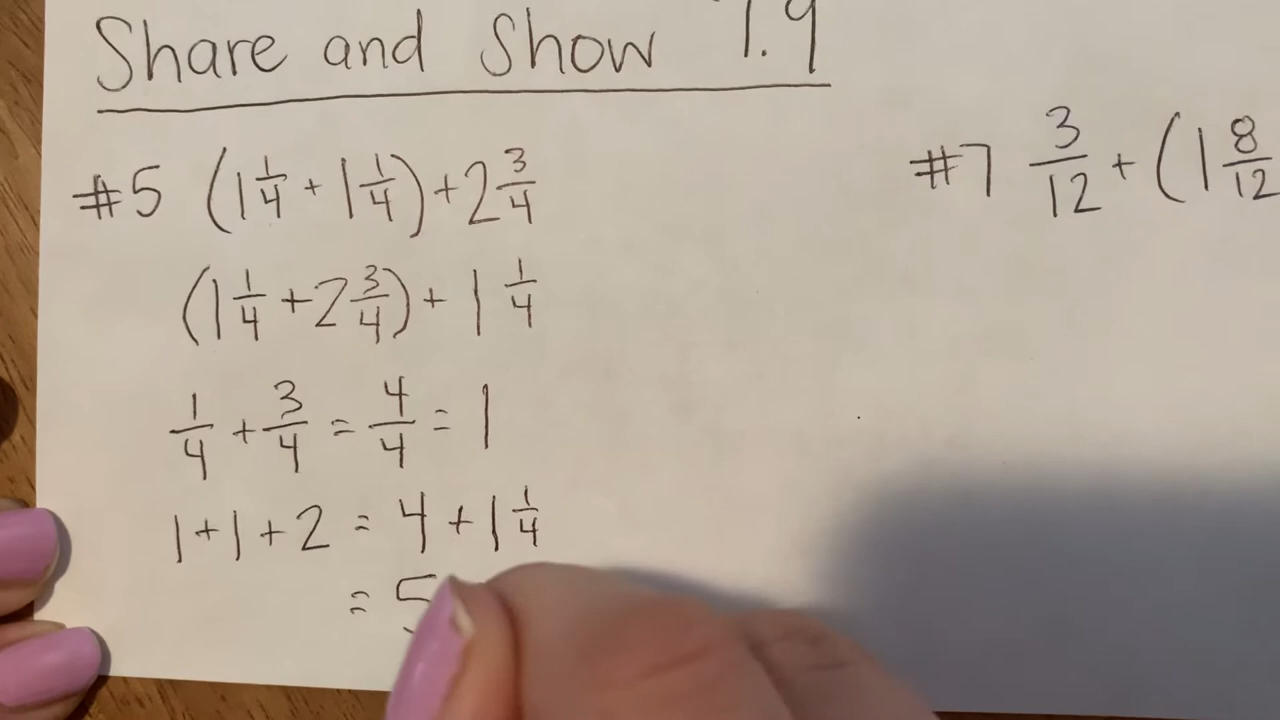 Share and Show 7.9
#5 (1 1/4 + 1 1/4) + 2 3/4
(1 1/4 + 2 3/4) + 1 1/4
1/4 + 3/4 = 4/4 = 1
1 + 1 + 2 = 4 + 1 1/4
= 5
#7 3/12 + (1 8/12